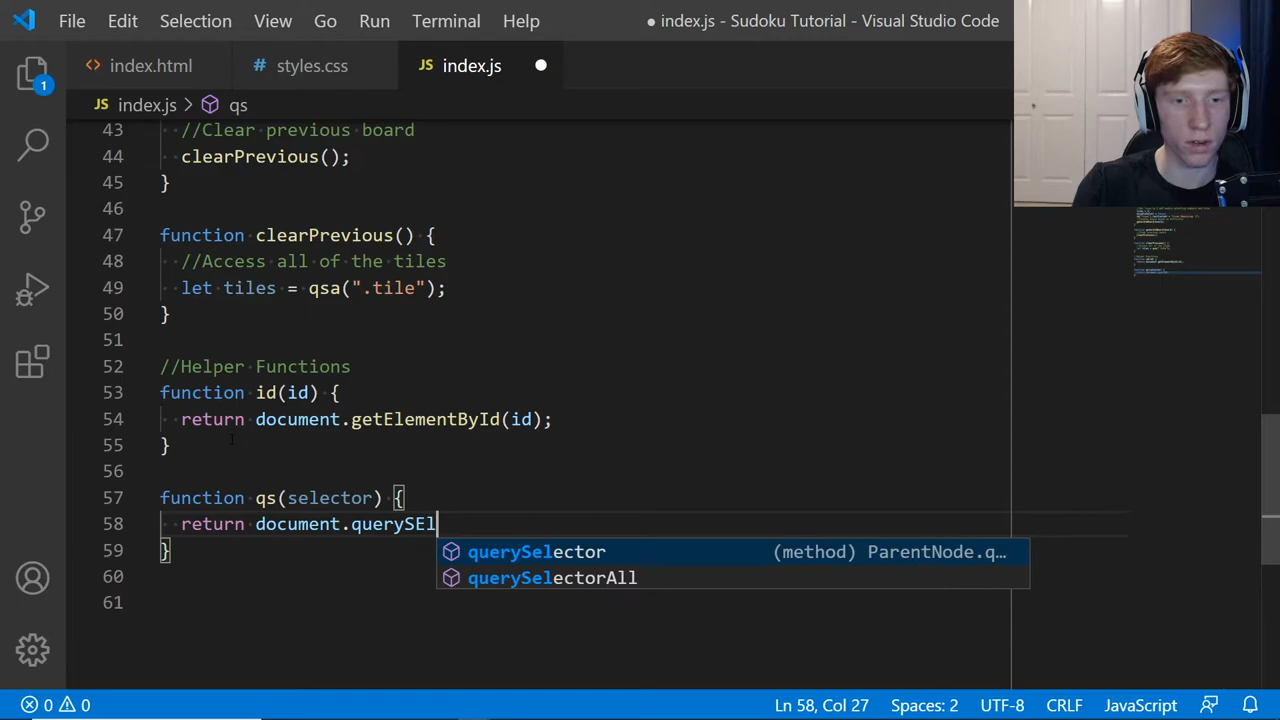 File Edit Selection View Go Run Terminal Help ● index.js - Sudoku Tutorial - Visual Studio Code
<> index.html # styles.css JS index.js ●
JS index.js > qs
43 //Clear previous board
44 clearPrevious();
45 }
46
47 function clearPrevious() {
48 //Access all of the tiles
49 let tiles = qsa(".tile");
50 }
51
52 //Helper Functions
53 function id(id) {
54 return document.getElementById(id);
55 }
56
57 function qs(selector) {
58 return document.querySEl
59 }
querySelector (method) ParentNode.q…
60
querySelectorAll
61
1
0 0 Ln 58, Col 27 Spaces: 2 UTF-8 CRLF JavaScript